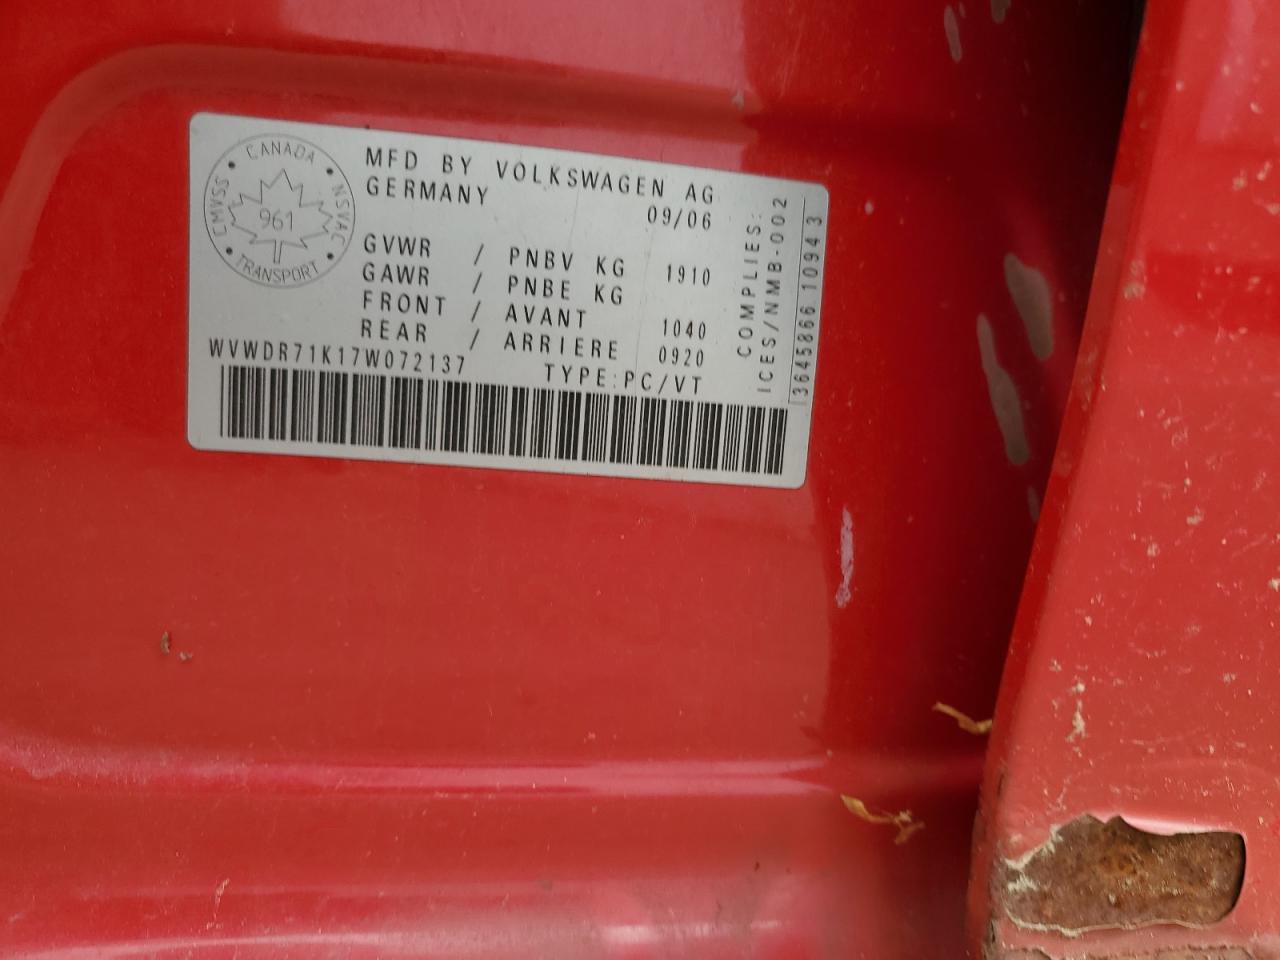 CANADA
CMVSS
NSVAC
961
TRANSPORT
MFD BY VOLKSWAGEN AG
GERMANY
09/06
GVWR / PNBV KG 1910
GAWR / PNBE KG
FRONT / AVANT 1040
REAR / ARRIERE 0920
WVWDR71K17W072137
TYPE:PC/VT
COMPLIES:
ICES/NMB-002
3645866 1094 3